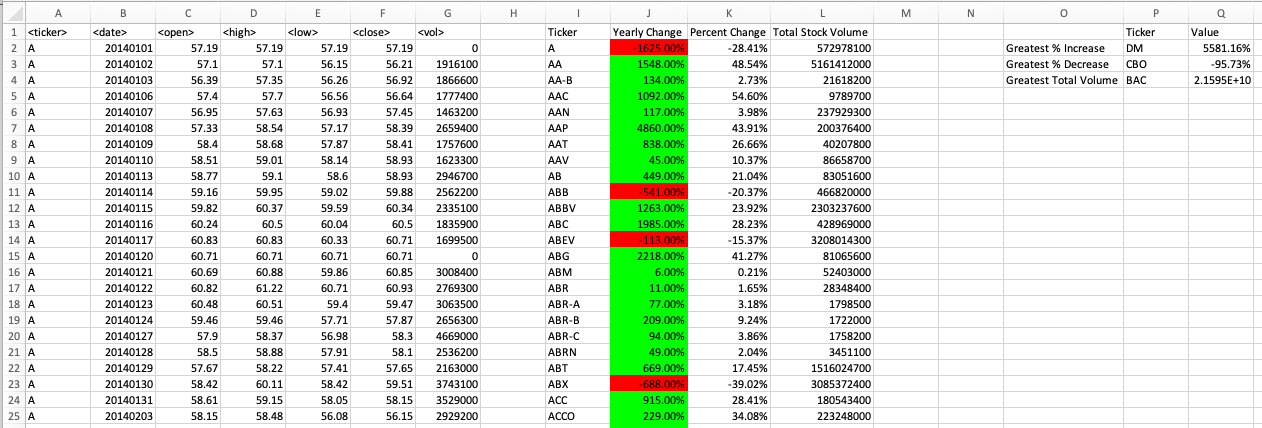 A B C D E F G H I J K L M N O P Q
1 <ticker> <date> <open> <high> <low> <close> <vol> Ticker Yearly Change Percent Change Total Stock Volume Ticker Value
2 A 20140101 57.19 57.19 57.19 57.19 0 A -1625.00% -28.41% 572978100 Greatest % Increase DM 5581.16%
3 A 20140102 57.1 57.1 56.15 56.21 1916100 AA 1548.00% 48.54% 5161412000 Greatest % Decrease CBO -95.73%
4 A 20140103 56.39 57.35 56.26 56.92 1866600 AA-B 134.00% 2.73% 21618200 Greatest Total Volume BAC 2.1595E+10
5 A 20140106 57.4 57.7 56.56 56.64 1777400 AAC 1092.00% 54.60% 9789700
6 A 20140107 56.95 57.63 56.93 57.45 1463200 AAN 117.00% 3.98% 237929300
7 A 20140108 57.33 58.54 57.17 58.39 2659400 AAP 4860.00% 43.91% 200376400
8 A 20140109 58.4 58.68 57.87 58.41 1757600 AAT 838.00% 26.66% 40207800
9 A 20140110 58.51 59.01 58.14 58.93 1623300 AAV 45.00% 10.37% 86658700
10 A 20140113 58.77 59.1 58.6 58.93 2946700 AB 449.00% 21.04% 83051600
11 A 20140114 59.16 59.95 59.02 59.88 2562200 ABB -541.00% -20.37% 466820000
12 A 20140115 59.82 60.37 59.59 60.34 2335100 ABBV 1263.00% 23.92% 2303237600
13 A 20140116 60.24 60.5 60.04 60.5 1835900 ABC 1985.00% 28.23% 428969000
14 A 20140117 60.83 60.83 60.33 60.71 1699500 ABEV -113.00% -15.37% 3208014300
15 A 20140120 60.71 60.71 60.71 60.71 0 ABG 2218.00% 41.27% 81065600
16 A 20140121 60.69 60.88 59.86 60.85 3008400 ABM 6.00% 0.21% 52403000
17 A 20140122 60.82 61.22 60.71 60.93 2769300 ABR 11.00% 1.65% 28348400
18 A 20140123 60.48 60.51 59.4 59.47 3063500 ABR-A 77.00% 3.18% 1798500
19 A 20140124 59.46 59.46 57.71 57.87 2656300 ABR-B 209.00% 9.24% 1722000
20 A 20140127 57.9 58.37 56.98 58.3 4669000 ABR-C 94.00% 3.86% 1758200
21 A 20140128 58.5 58.88 57.91 58.1 2536200 ABRN 49.00% 2.04% 3451100
22 A 20140129 57.67 58.22 57.41 57.65 2163000 ABT 669.00% 17.45% 1516024700
23 A 20140130 58.42 60.11 58.42 59.51 3743100 ABX -688.00% -39.02% 3085372400
24 A 20140131 58.61 59.15 58.05 58.15 3529000 ACC 915.00% 28.41% 180543400
25 A 20140203 58.15 58.48 56.08 56.15 2929200 ACCO 229.00% 34.08% 223248000